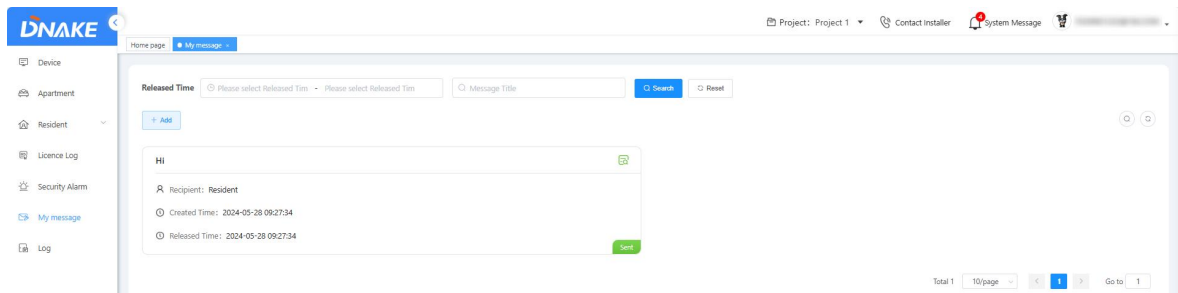 DNAKE
Project: Project 1
Contact Installer
4
System Message
Home page
My message
Device
Apartment
Resident
Licence Log
Security Alarm
My message
Log
Released Time
Please select Released Tim - Please select Released Tim
Message Title
Search
Reset
+ Add
Hi
Recipient: Resident
Created Time: 2024-05-28 09:27:34
Released Time: 2024-05-28 09:27:34
Sent
Total 1
10/page
1
Go to 1